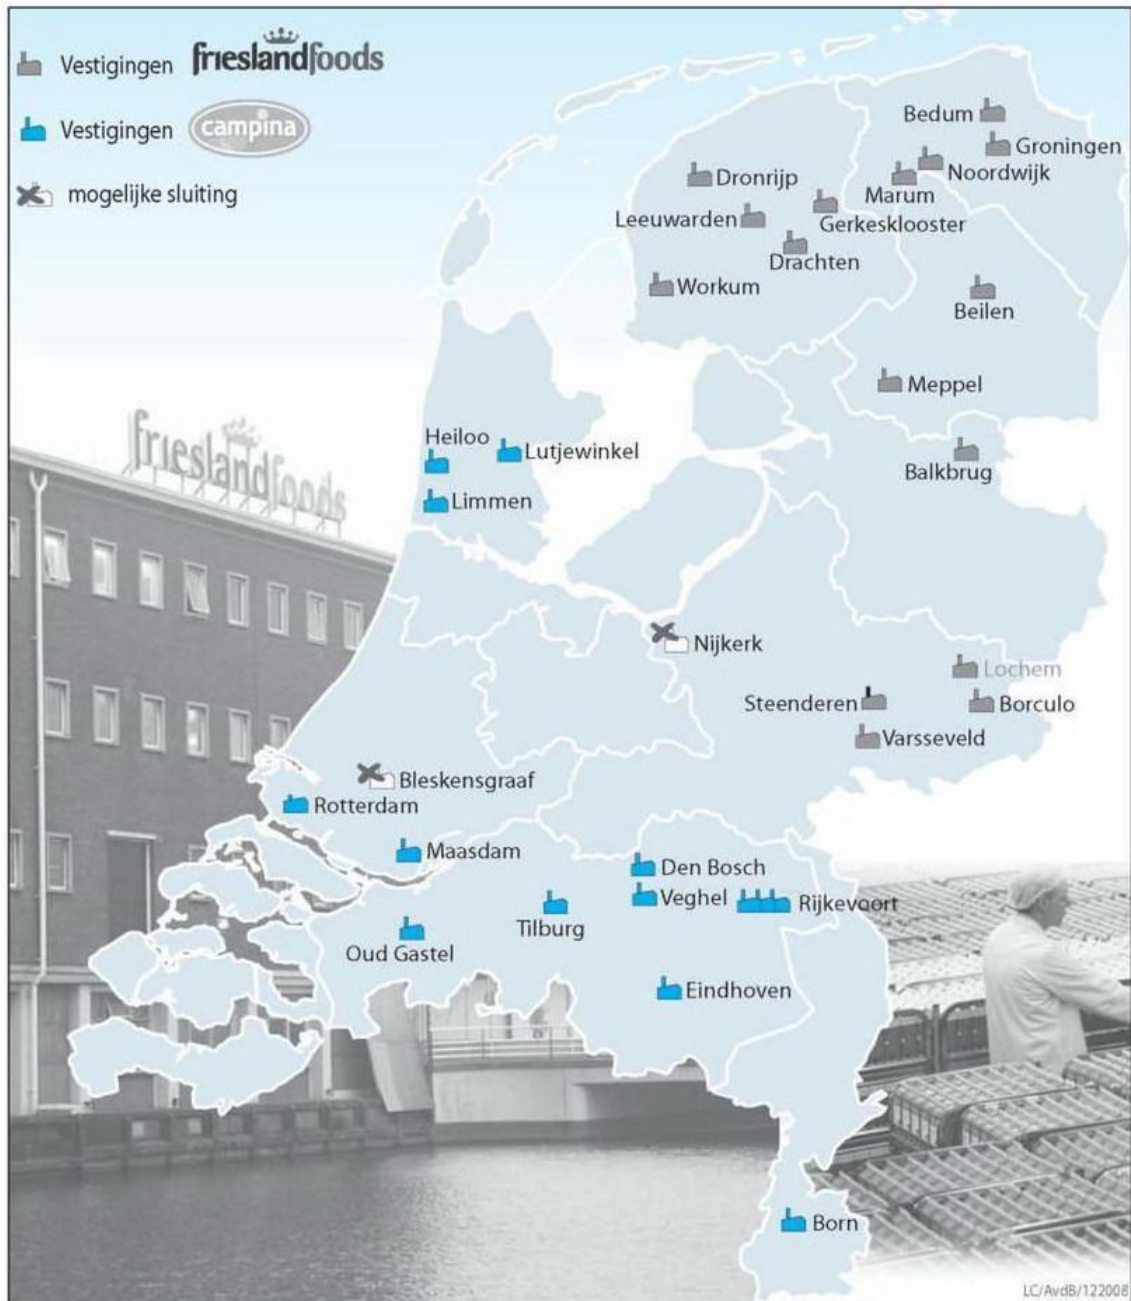 Vestigingen frieslandfoods
Vestigingen campina
mogelijke sluiting
Bedum
Groningen
Noordwijk
Marum
Dronrijp
Leeuwarden
Gerkesklooster
Drachten
Workum
Beilen
Meppel
Balkbrug
Heiloo
Lutjewinkel
Limmen
frieslandfoods
Nijkerk
Lochem
Steenderen
Borculo
Varsseveld
Bleskensgraaf
Rotterdam
Maasdam
Den Bosch
Veghel
Rijkevoort
Tilburg
Oud Gastel
Eindhoven
Born
LC/AvdB/122008